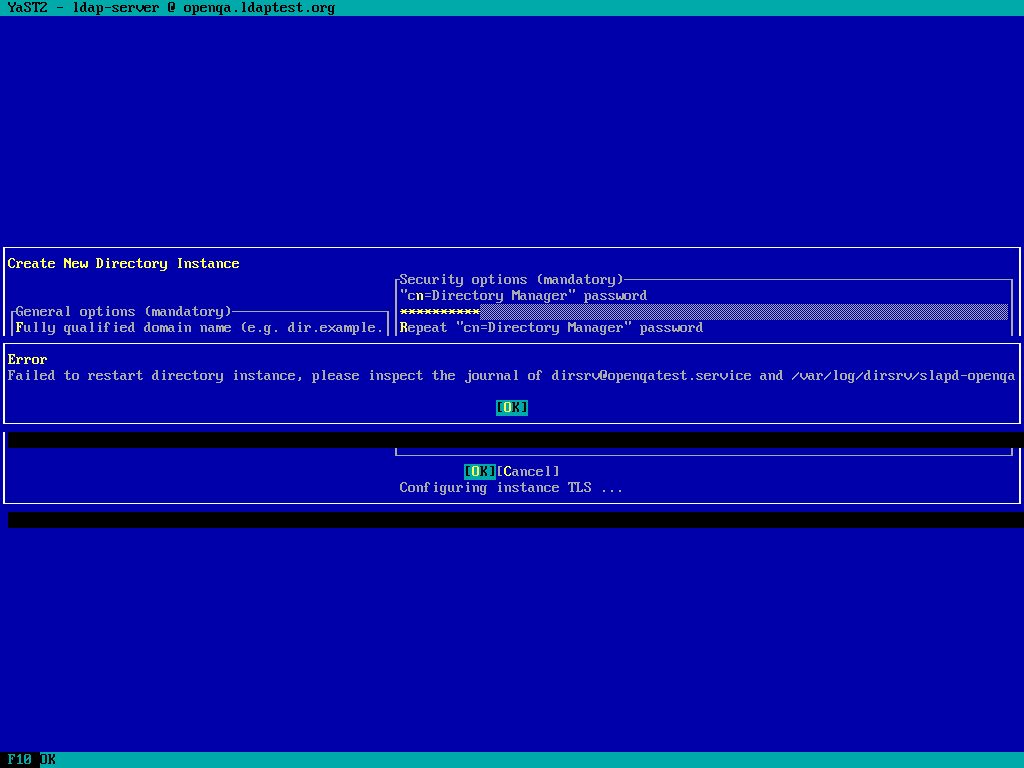 YaST2 - ldap-server @ openqa.ldaptest.org
Create New Directory Instance
Security options (mandatory)
"cn=Directory Manager" password
**********
General options (mandatory)
Fully qualified domain name (e.g. dir.example.
Repeat "cn=Directory Manager" password
Error
Failed to restart directory instance, please inspect the journal of dirsrv@openqatest.service and /var/log/dirsrv/slapd-openqa
[OK]
[OK][Cancel]
Configuring instance TLS ...
F10 OK